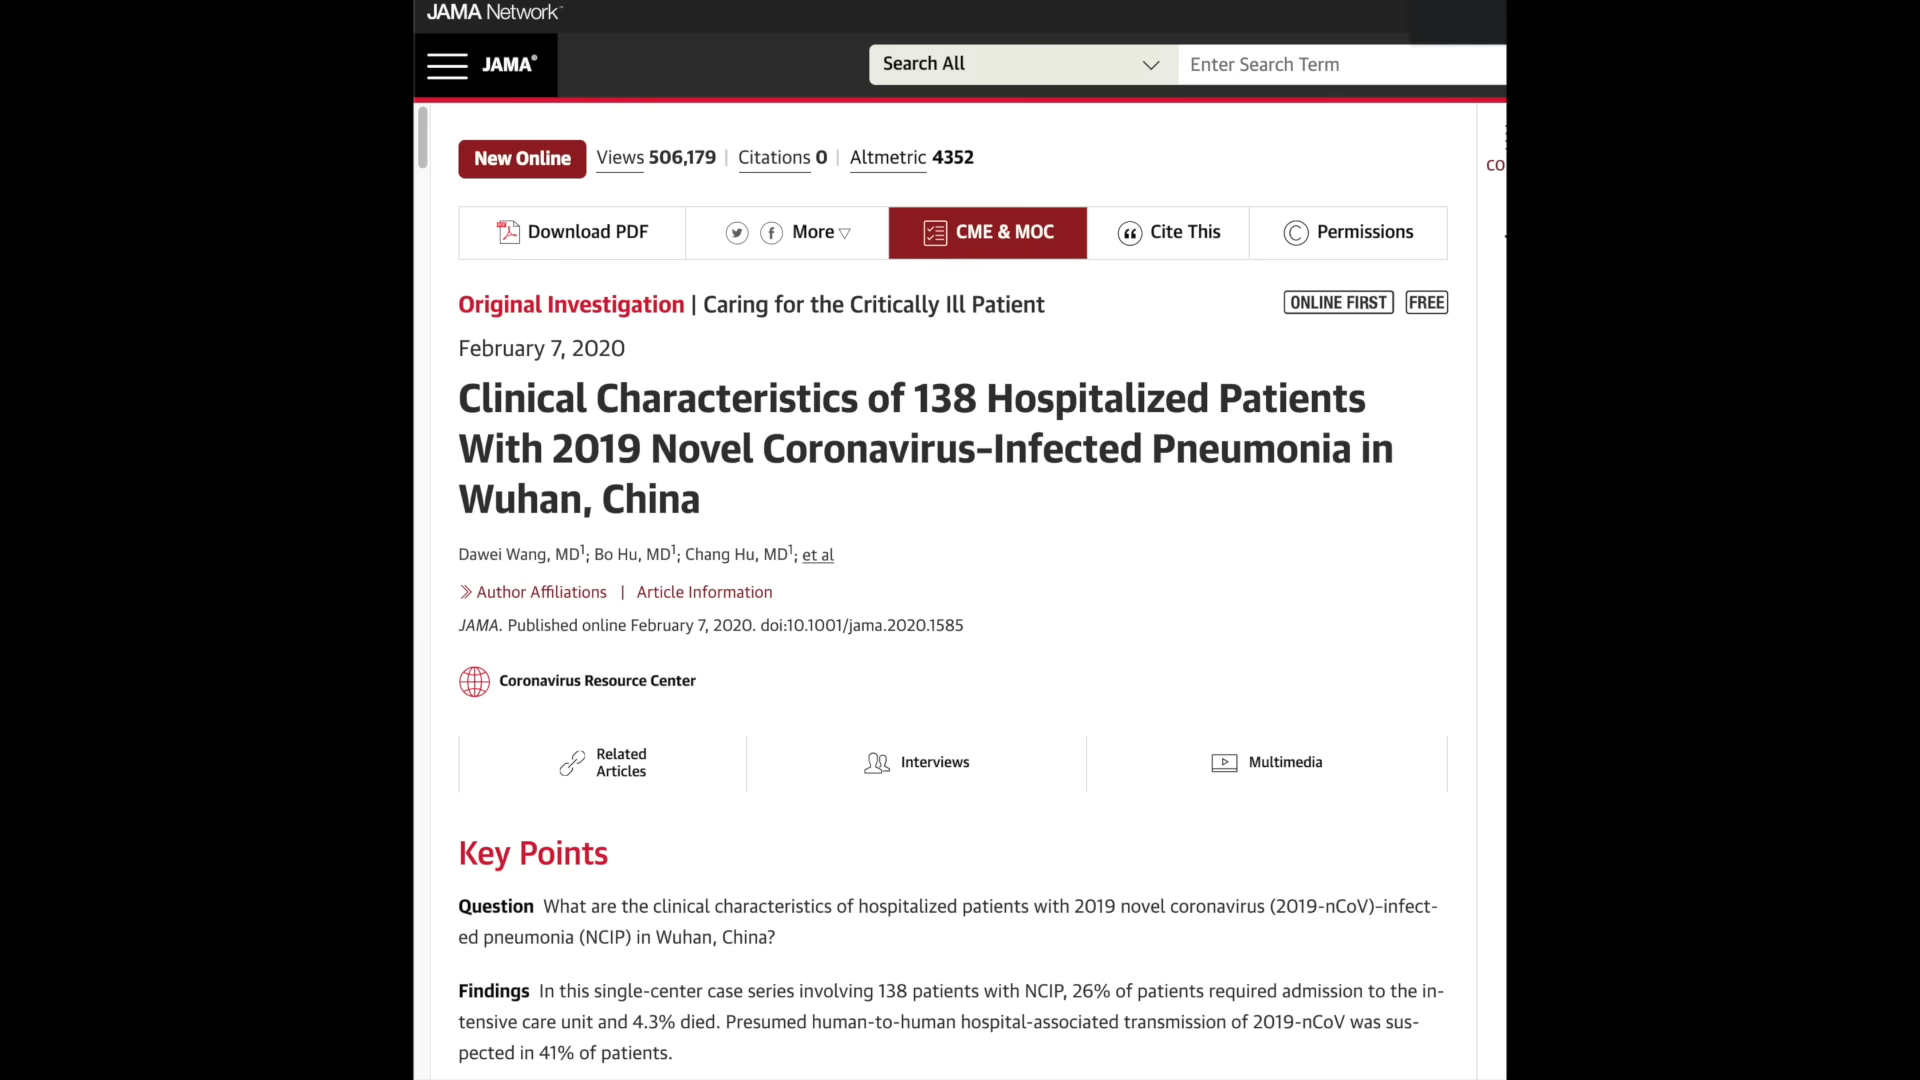 JAMA Network
JAMA®
Search All
Enter Search Term
New Online Views 506,179 | Citations 0 | Altmetric 4352
CO
Download PDF
More
CME & MOC
Cite This
Permissions
Original Investigation | Caring for the Critically Ill Patient
ONLINE FIRST FREE
February 7, 2020
Clinical Characteristics of 138 Hospitalized Patients
With 2019 Novel Coronavirus–Infected Pneumonia in
Wuhan, China
Dawei Wang, MD1; Bo Hu, MD1; Chang Hu, MD1; et al
Author Affiliations | Article Information
JAMA. Published online February 7, 2020. doi:10.1001/jama.2020.1585
Coronavirus Resource Center
Related
Articles
Interviews
Multimedia
Key Points
Question What are the clinical characteristics of hospitalized patients with 2019 novel coronavirus (2019-nCoV)–infect-
ed pneumonia (NCIP) in Wuhan, China?
Findings In this single-center case series involving 138 patients with NCIP, 26% of patients required admission to the in-
tensive care unit and 4.3% died. Presumed human-to-human hospital-associated transmission of 2019-nCoV was sus-
pected in 41% of patients.